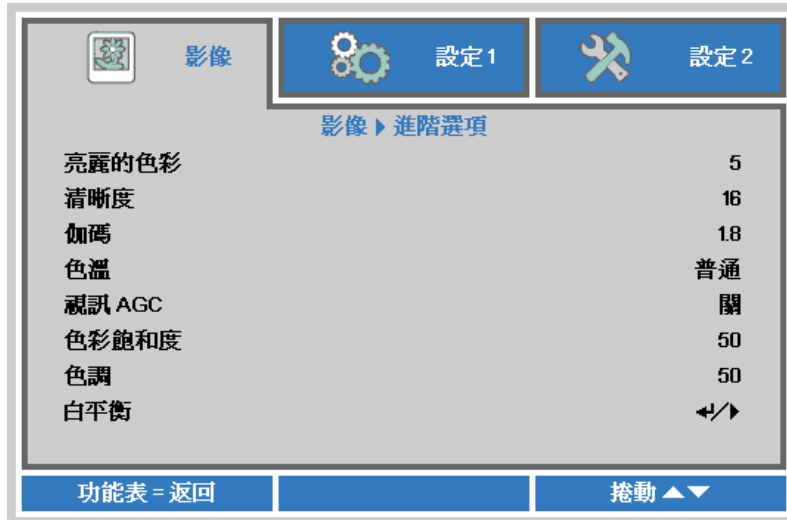 影像 設定1 設定2
影像 ▶ 進階選項
亮麗的色彩 5
清晰度 16
伽碼 1.8
色溫 普通
視訊 AGC 關
色彩飽和度 50
色調 50
白平衡 ↵/▶
功能表 = 返回 捲動 ▲▼